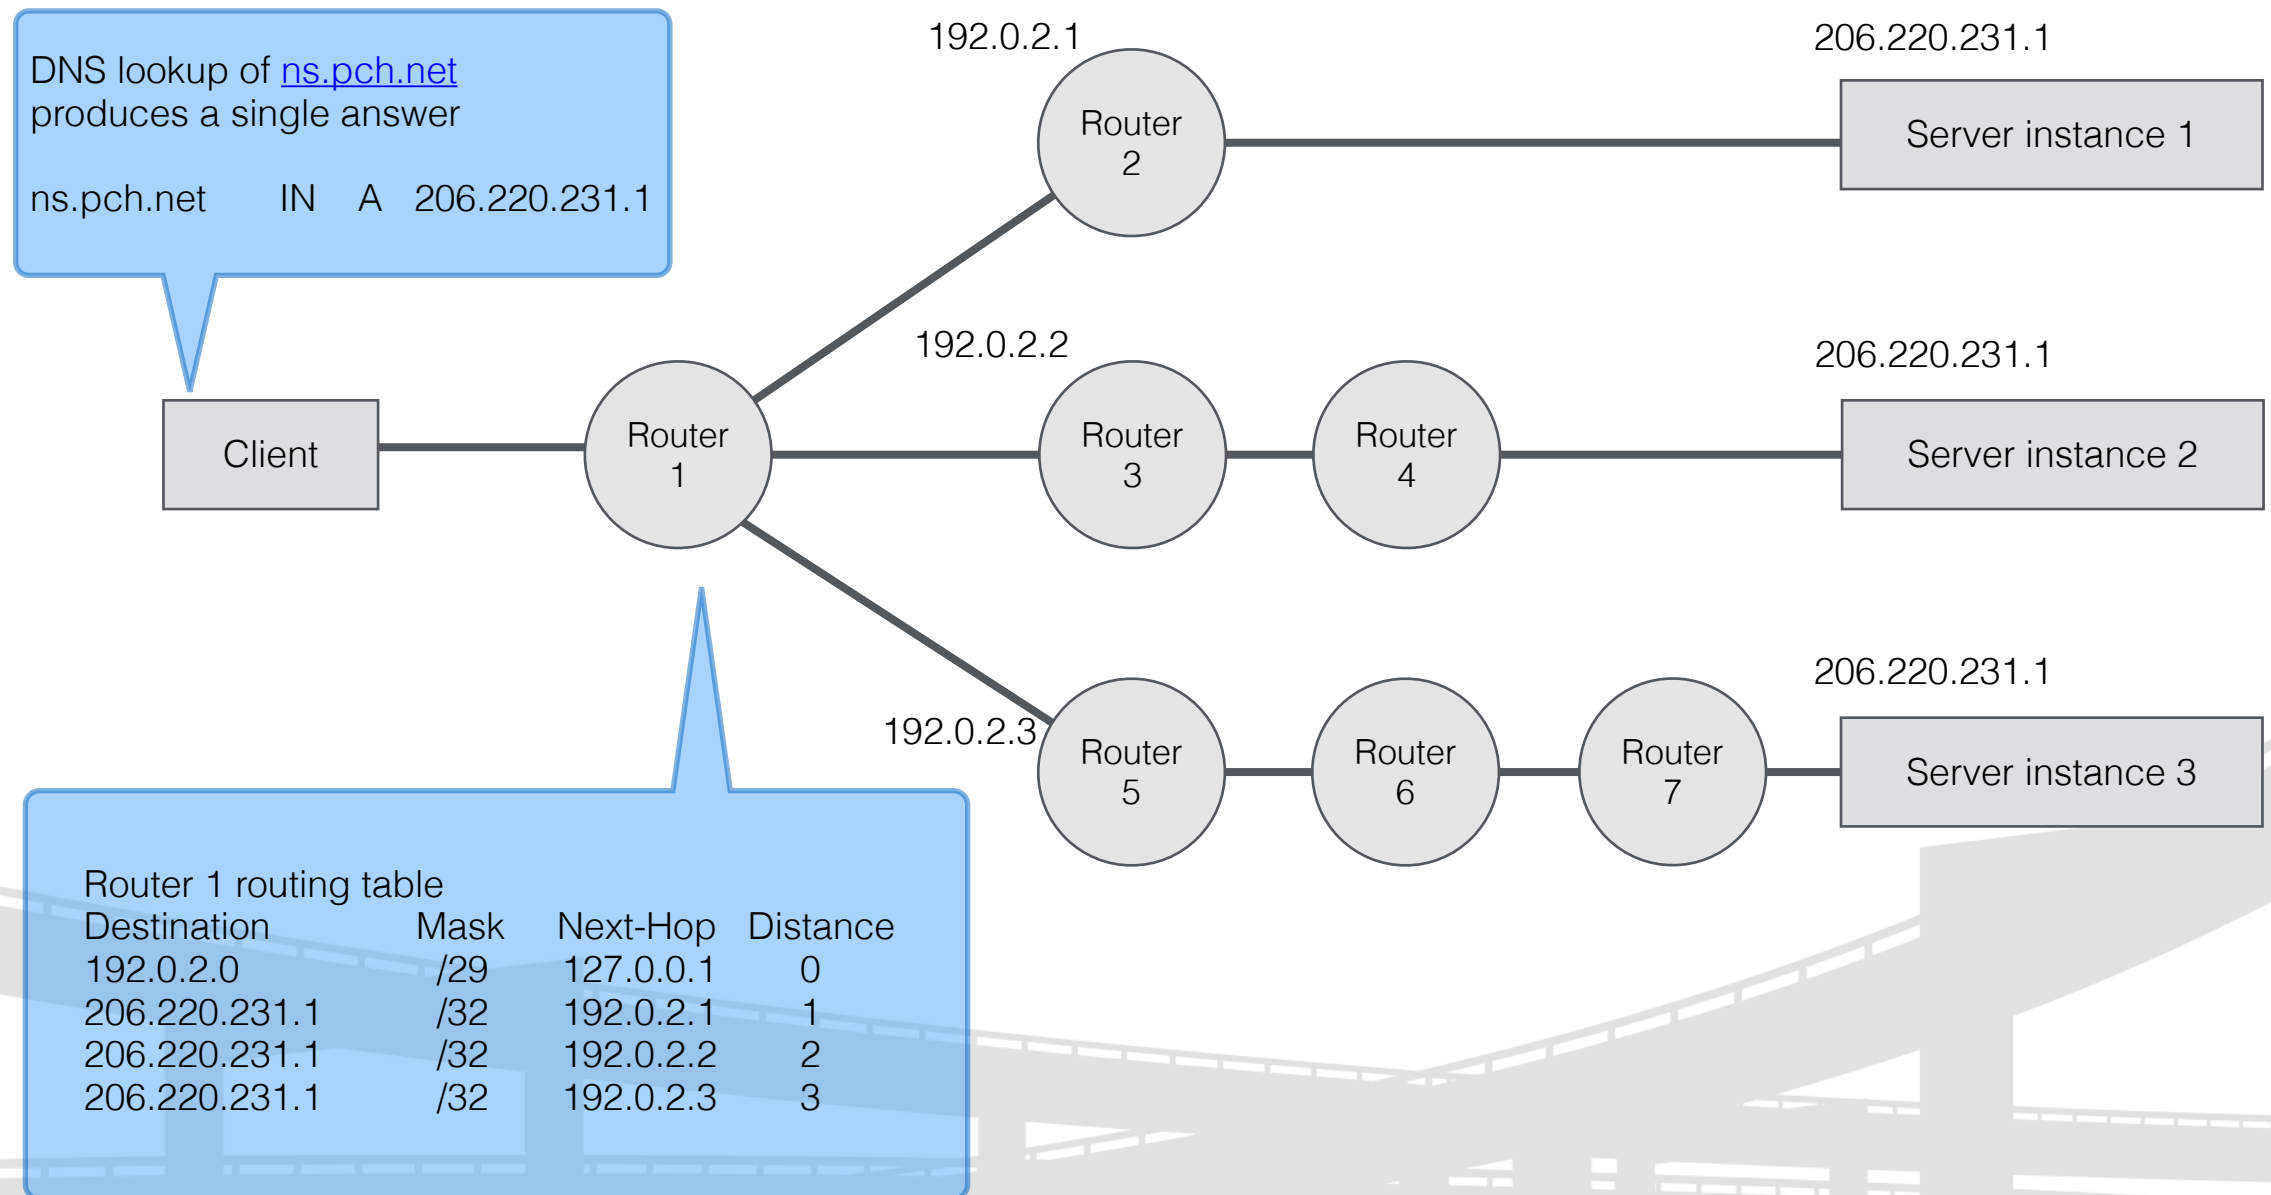 DNS lookup of ns.pch.net
produces a single answer
ns.pch.net IN A 206.220.231.1
192.0.2.1
206.220.231.1
Router
2
Server instance 1
192.0.2.2
206.220.231.1
Client
Router
1
Router
3
Router
4
Server instance 2
192.0.2.3
206.220.231.1
Router
5
Router
6
Router
7
Server instance 3
Router 1 routing table
Destination Mask Next-Hop Distance
192.0.2.0 /29 127.0.0.1 0
206.220.231.1 /32 192.0.2.1 1
206.220.231.1 /32 192.0.2.2 2
206.220.231.1 /32 192.0.2.3 3